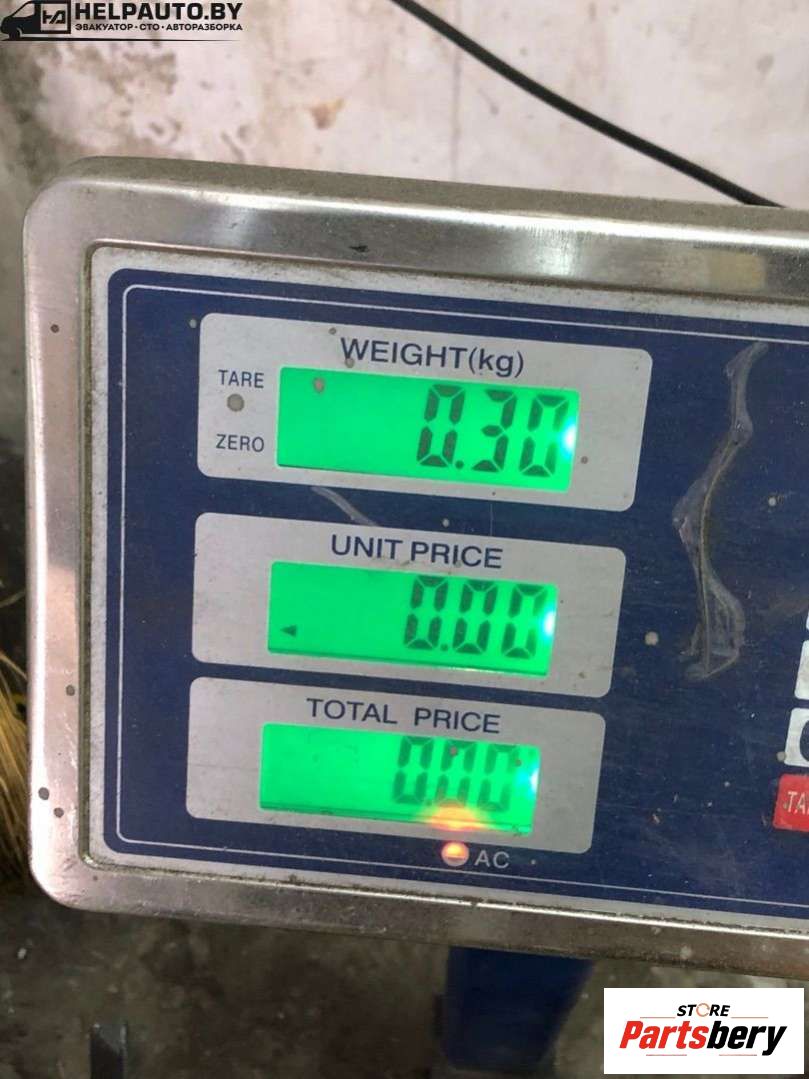 HELPAUTO.BY
ЭВАКУАТОР • СТО • АВТОРАЗБОРКА
WEIGHT(kg)
TARE
0.30
ZERO
UNIT PRICE
0.00
TOTAL PRICE
0.00
AC
STORE
Partsbery